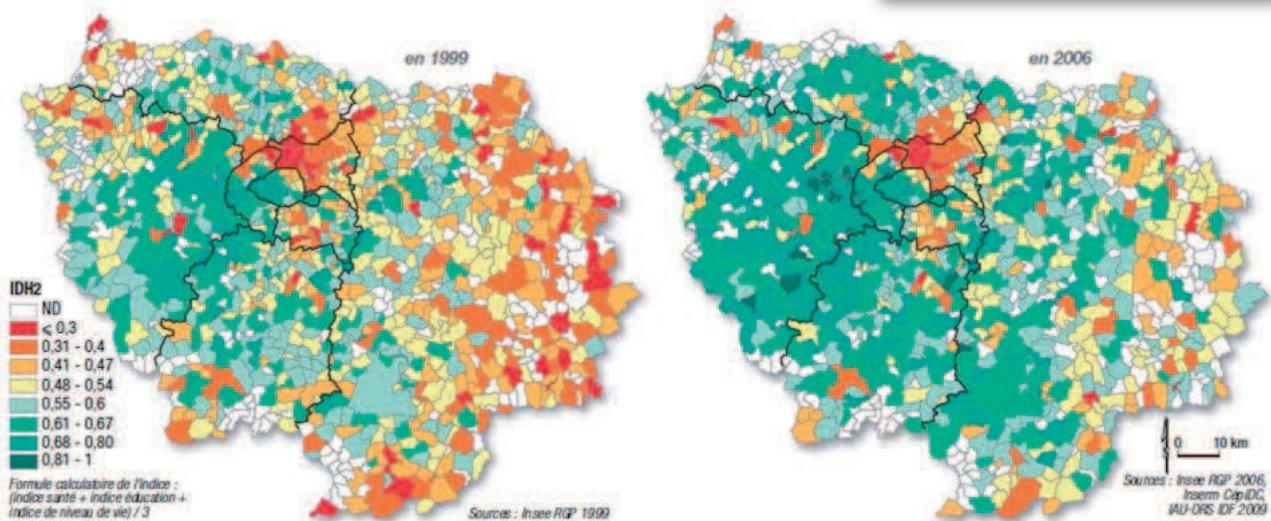 en 1999
en 2006
IDH2
ND
⩽ 0,3
0,31 - 0,4
0,41 - 0,47
0,48 - 0,54
0,55 - 0,6
0,61 - 0,67
0,68 - 0,80
0,81 - 1
Formule calculatoire de l'indice :
(indice santé + indice éducation +
indice de niveau de vie) / 3
Sources : Insee RGP 1999
0 10 km
Sources : Insee RGP 2006,
Inserm CépiDC,
IAU-ORS IDF 2009